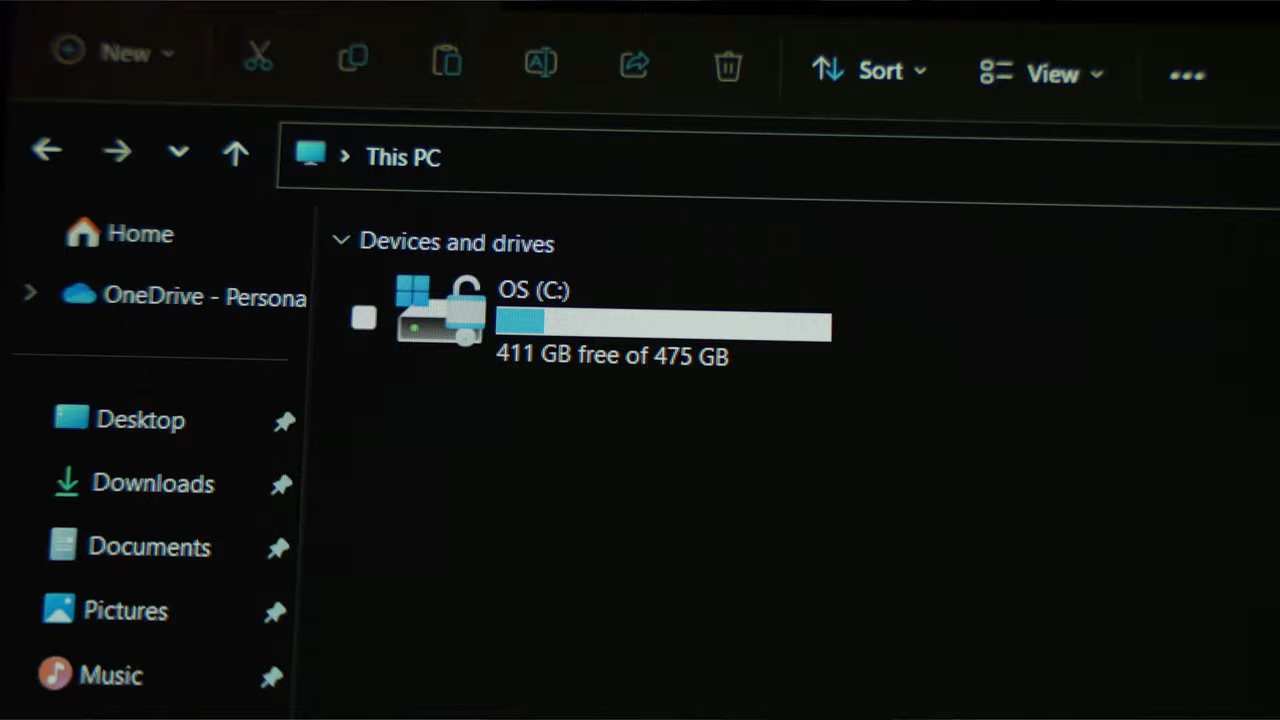 New
Sort
View
This PC
Home
OneDrive - Persona
Desktop
Downloads
Documents
Pictures
Music
Devices and drives
OS (C:)
411 GB free of 475 GB